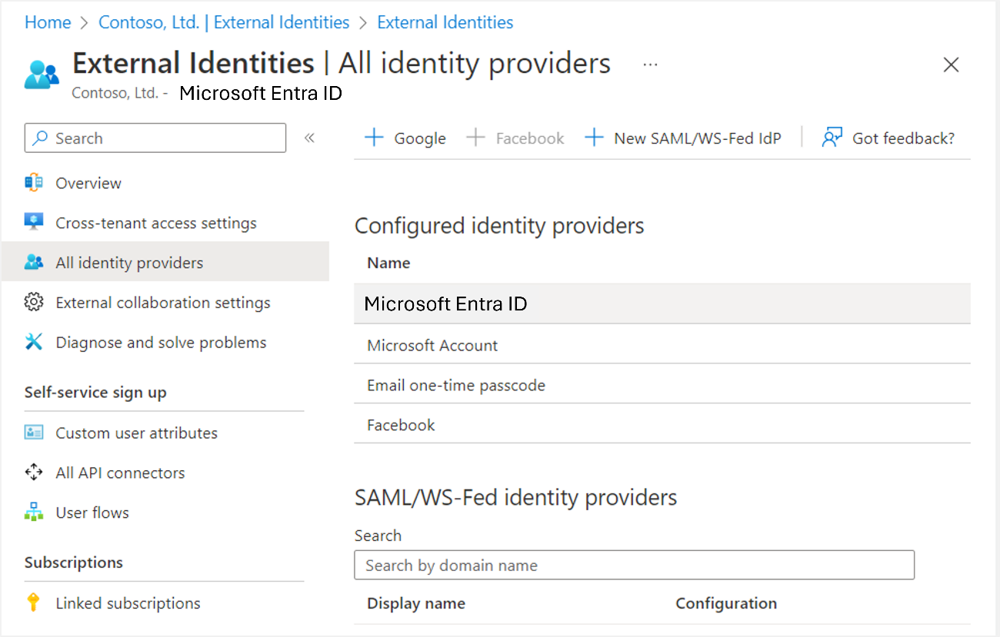 Home > Contoso, Ltd. | External Identities > External Identities
External Identities | All identity providers ...
Contoso, Ltd. - Microsoft Entra ID
Search «
Overview
Cross-tenant access settings
All identity providers
External collaboration settings
Diagnose and solve problems
Self-service sign up
Custom user attributes
All API connectors
User flows
Subscriptions
Linked subscriptions
+ Google + Facebook + New SAML/WS-Fed IdP Got feedback?
Configured identity providers
Name
Microsoft Entra ID
Microsoft Account
Email one-time passcode
Facebook
SAML/WS-Fed identity providers
Search
Search by domain name
Display name Configuration